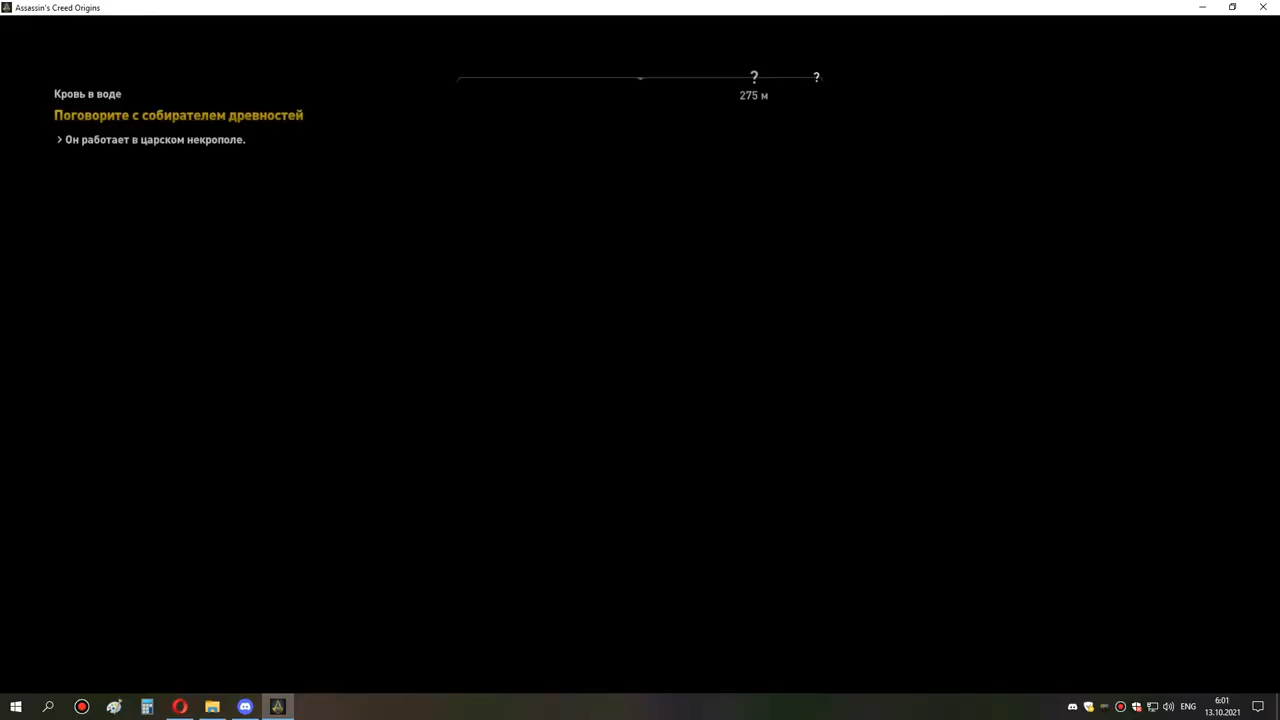 Assassin's Creed Origins
?
?
275 м
Кровь в воде
Поговорите с собирателем древностей
> Он работает в царском некрополе.
ENG
6:01
13.10.2021